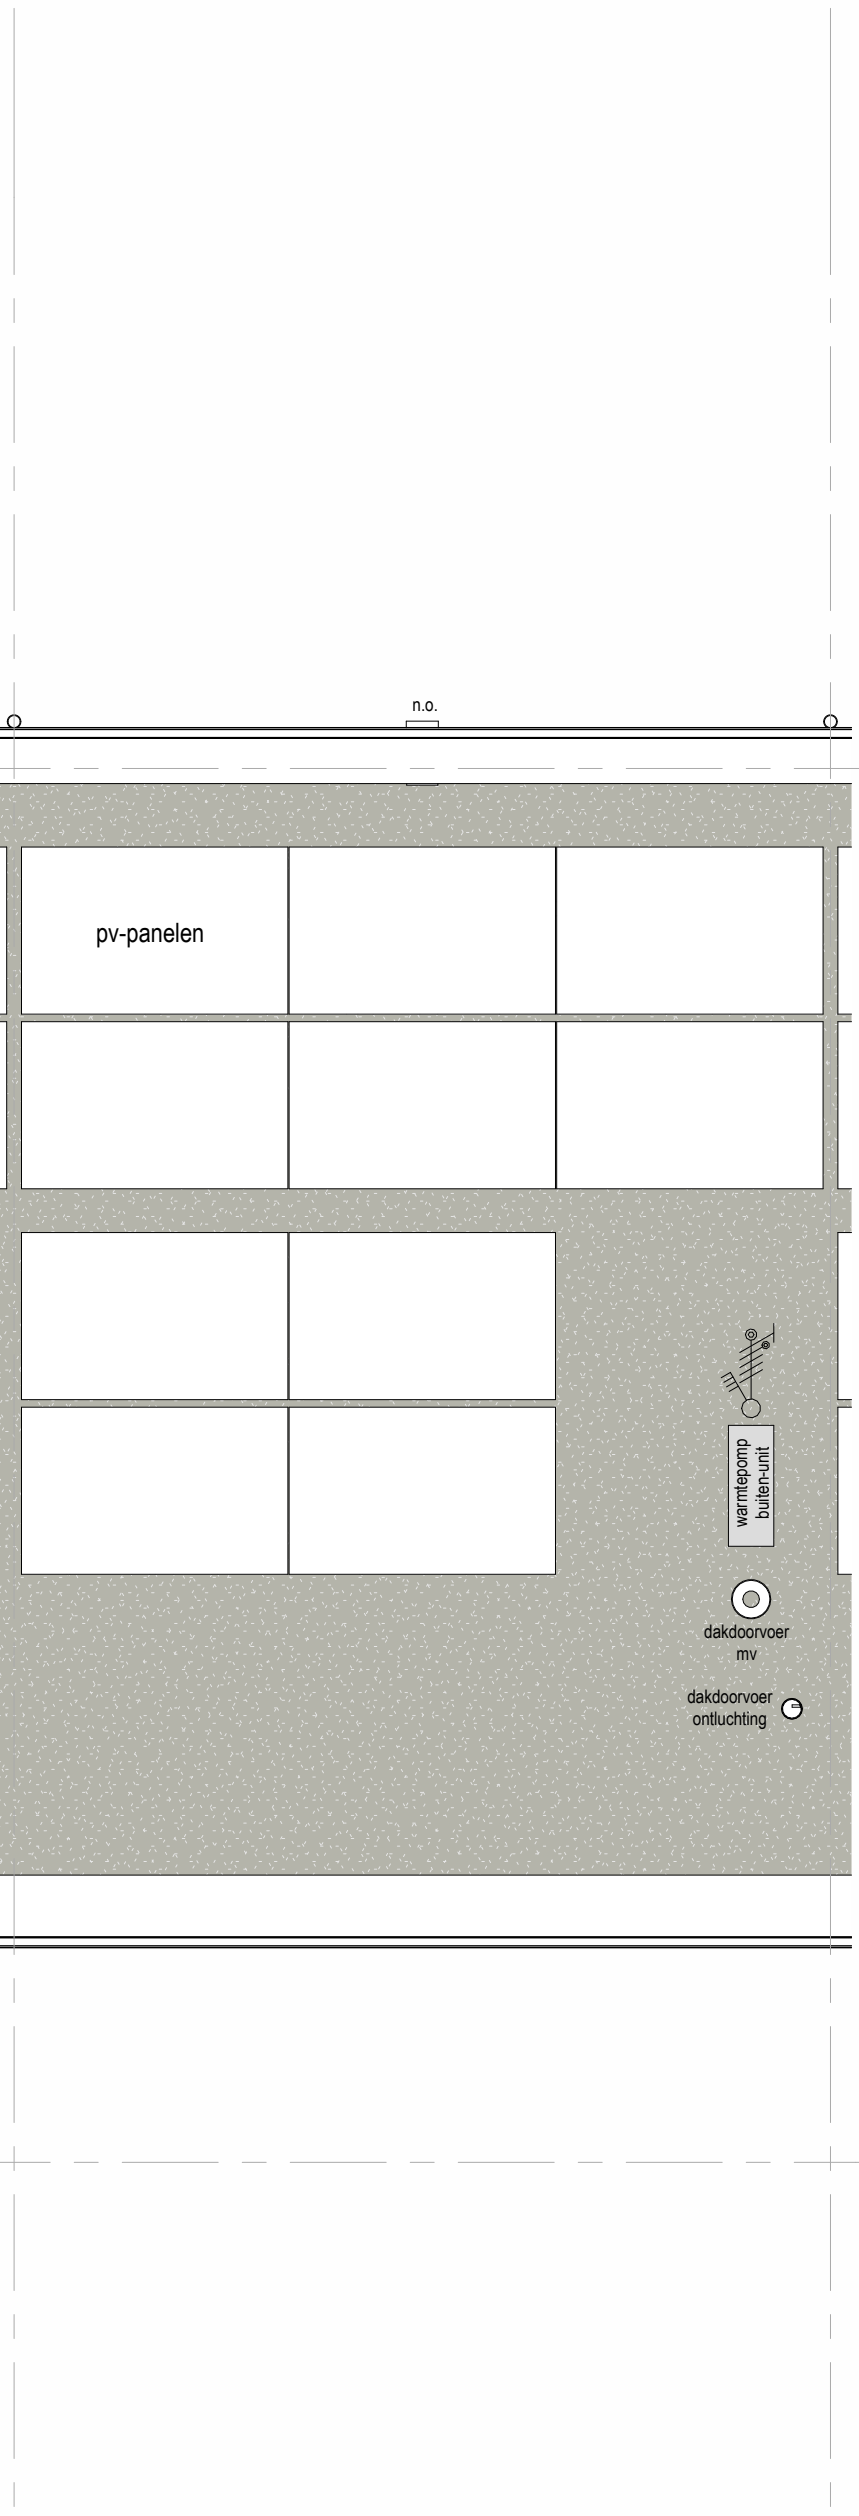 n.o.
pv-panelen
warmtepomp
buiten-unit
dakdoorvoer
mv
dakdoorvoer
ontluchting